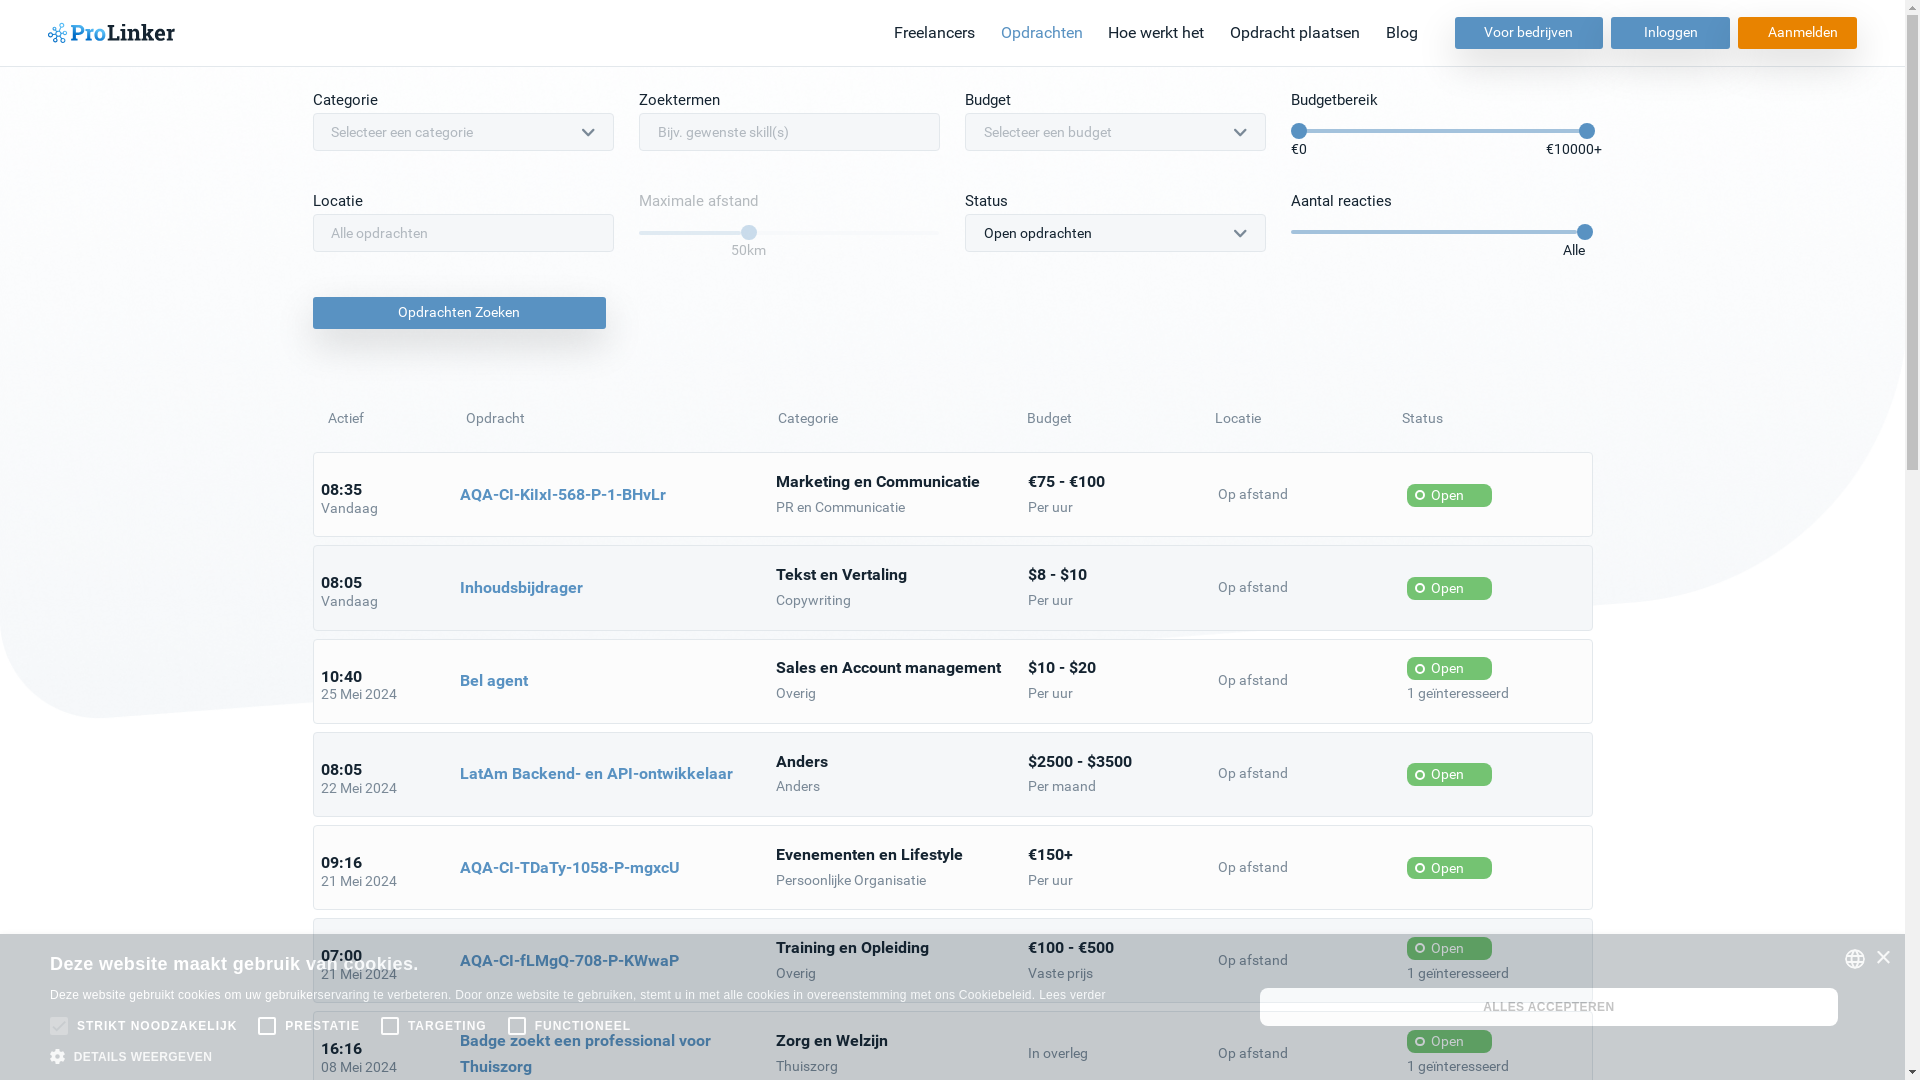 ProLinker
Freelancers
Opdrachten
Hoe werkt het
Opdracht plaatsen
Blog
Voor bedrijven
Inloggen
Aanmelden
Categorie
Zoektermen
Budget
Budgetbereik
Selecteer een categorie
Bijv. gewenste skill(s)
Selecteer een budget
€0
€10000+
Locatie
Maximale afstand
Status
Aantal reacties
Alle opdrachten
50km
Open opdrachten
Alle
Opdrachten Zoeken
Actief
Opdracht
Categorie
Budget
Locatie
Status
08:35
Vandaag
AQA-CI-KiIxI-568-P-1-BHvLr
Marketing en Communicatie
PR en Communicatie
€75 - €100
Per uur
Op afstand
Open
08:05
Vandaag
Inhoudsbijdrager
Tekst en Vertaling
Copywriting
$8 - $10
Per uur
Op afstand
Open
10:40
25 Mei 2024
Bel agent
Sales en Account management
Overig
$10 - $20
Per uur
Op afstand
Open
1 geïnteresseerd
08:05
22 Mei 2024
LatAm Backend- en API-ontwikkelaar
Anders
Anders
$2500 - $3500
Per maand
Op afstand
Open
09:16
21 Mei 2024
AQA-CI-TDaTy-1058-P-mgxcU
Evenementen en Lifestyle
Persoonlijke Organisatie
€150+
Per uur
Op afstand
Open
07:00
21 Mei 2024
AQA-CI-fLMgQ-708-P-KWwaP
Training en Opleiding
Overig
€100 - €500
Vaste prijs
Op afstand
Open
1 geïnteresseerd
16:16
08 Mei 2024
Badge zoekt een professional voor
Thuiszorg
Zorg en Welzijn
Thuiszorg
In overleg
Op afstand
Open
1 geïnteresseerd
Deze website maakt gebruik van cookies.
Deze website gebruikt cookies om uw gebruikerservaring te verbeteren. Door onze website te gebruiken, stemt u in met alle cookies in overeenstemming met ons Cookiebeleid. Lees verder
STRIKT NOODZAKELIJK
PRESTATIE
TARGETING
FUNCTIONEEL
DETAILS WEERGEVEN
ALLES ACCEPTEREN